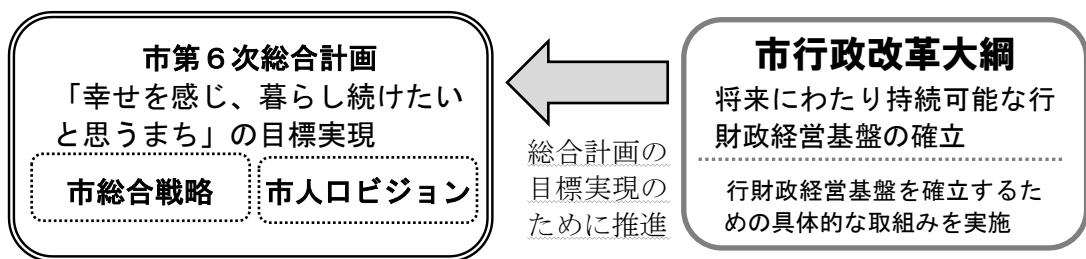 市第６次総合計画
「幸せを感じ、暮らし続けたい
と思うまち」の目標実現
市総合戦略
市人口ビジョン
総合計画の
目標実現の
ために推進
市行政改革大綱
将来にわたり持続可能な行
財政経営基盤の確立
行財政経営基盤を確立するた
めの具体的な取組みを実施